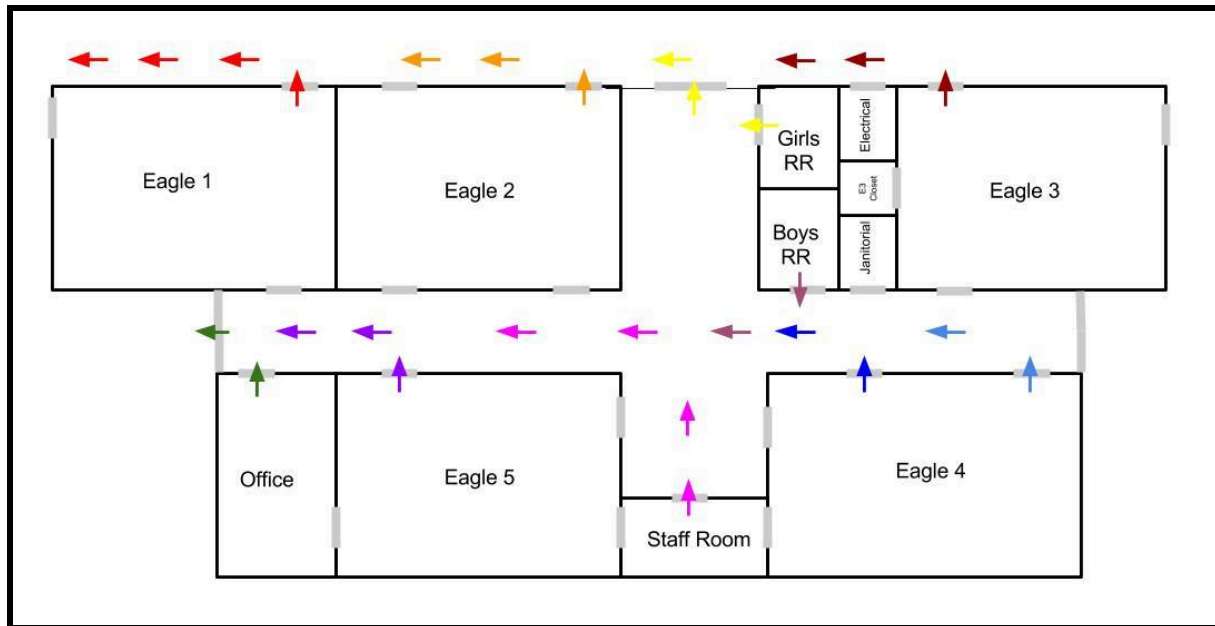 Eagle 1
Eagle 2
Girls
RR
Boys
RR
Electrical
E3
Closet
Janitorial
Eagle 3
Office
Eagle 5
Staff Room
Eagle 4